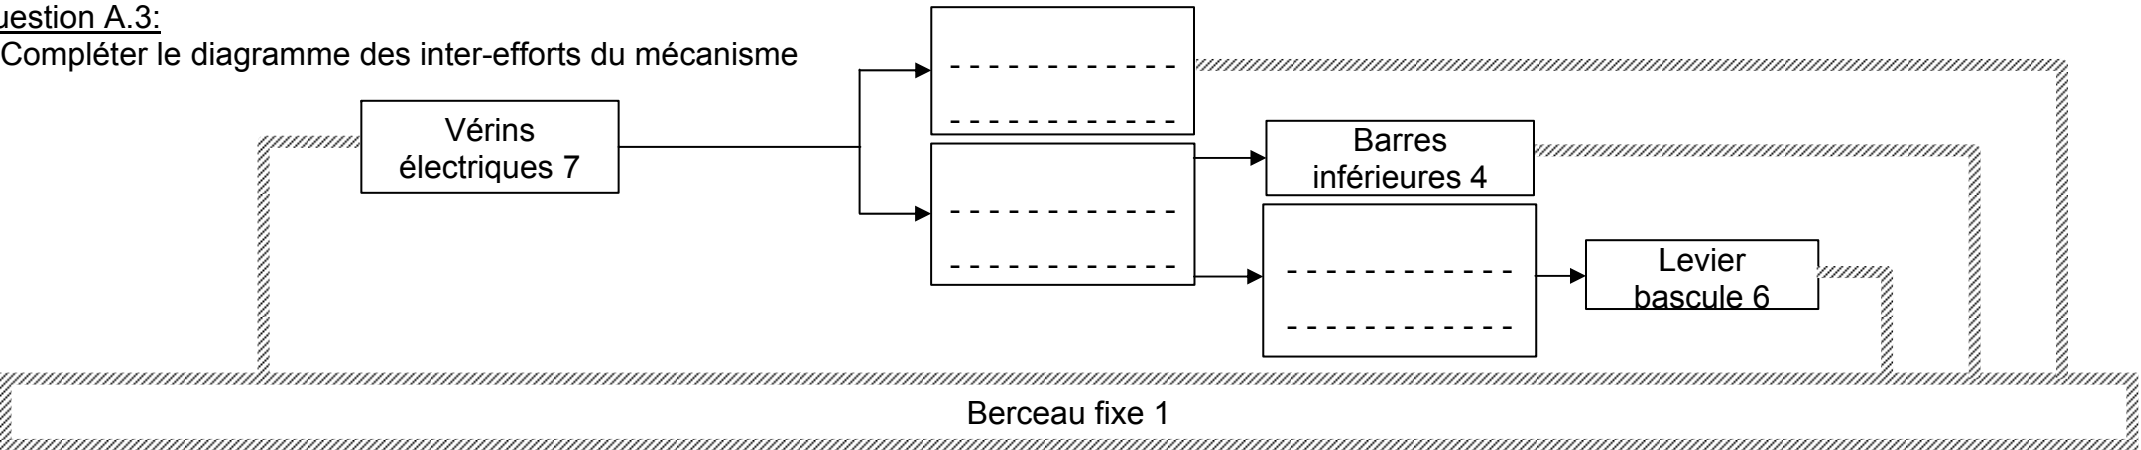 uestion A.3:
Compléter le diagramme des inter-efforts du mécanisme
Vérins
électriques 7
Barres
inférieures 4
Levier
bascule 6
Berceau fixe 1